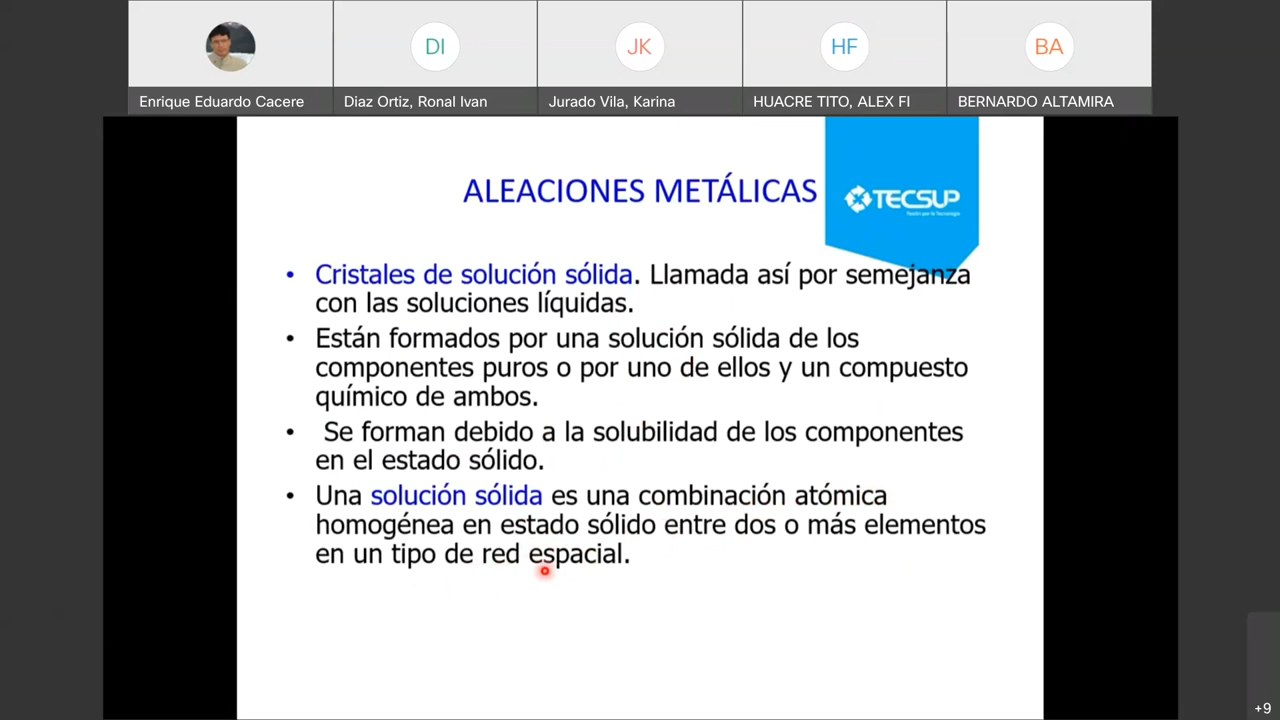 DI
JK
HF
BA
Enrique Eduardo Cacere
Diaz Ortiz, Ronal Ivan
Jurado Vila, Karina
HUACRE TITO, ALEX FI
BERNARDO ALTAMIRA
ALEACIONES METÁLICAS
TECSUP
Pasión por la Tecnología
• Cristales de solución sólida. Llamada así por semejanza
con las soluciones líquidas.
• Están formados por una solución sólida de los
componentes puros o por uno de ellos y un compuesto
químico de ambos.
• Se forman debido a la solubilidad de los componentes
en el estado sólido.
• Una solución sólida es una combinación atómica
homogénea en estado sólido entre dos o más elementos
en un tipo de red espacial.
+9